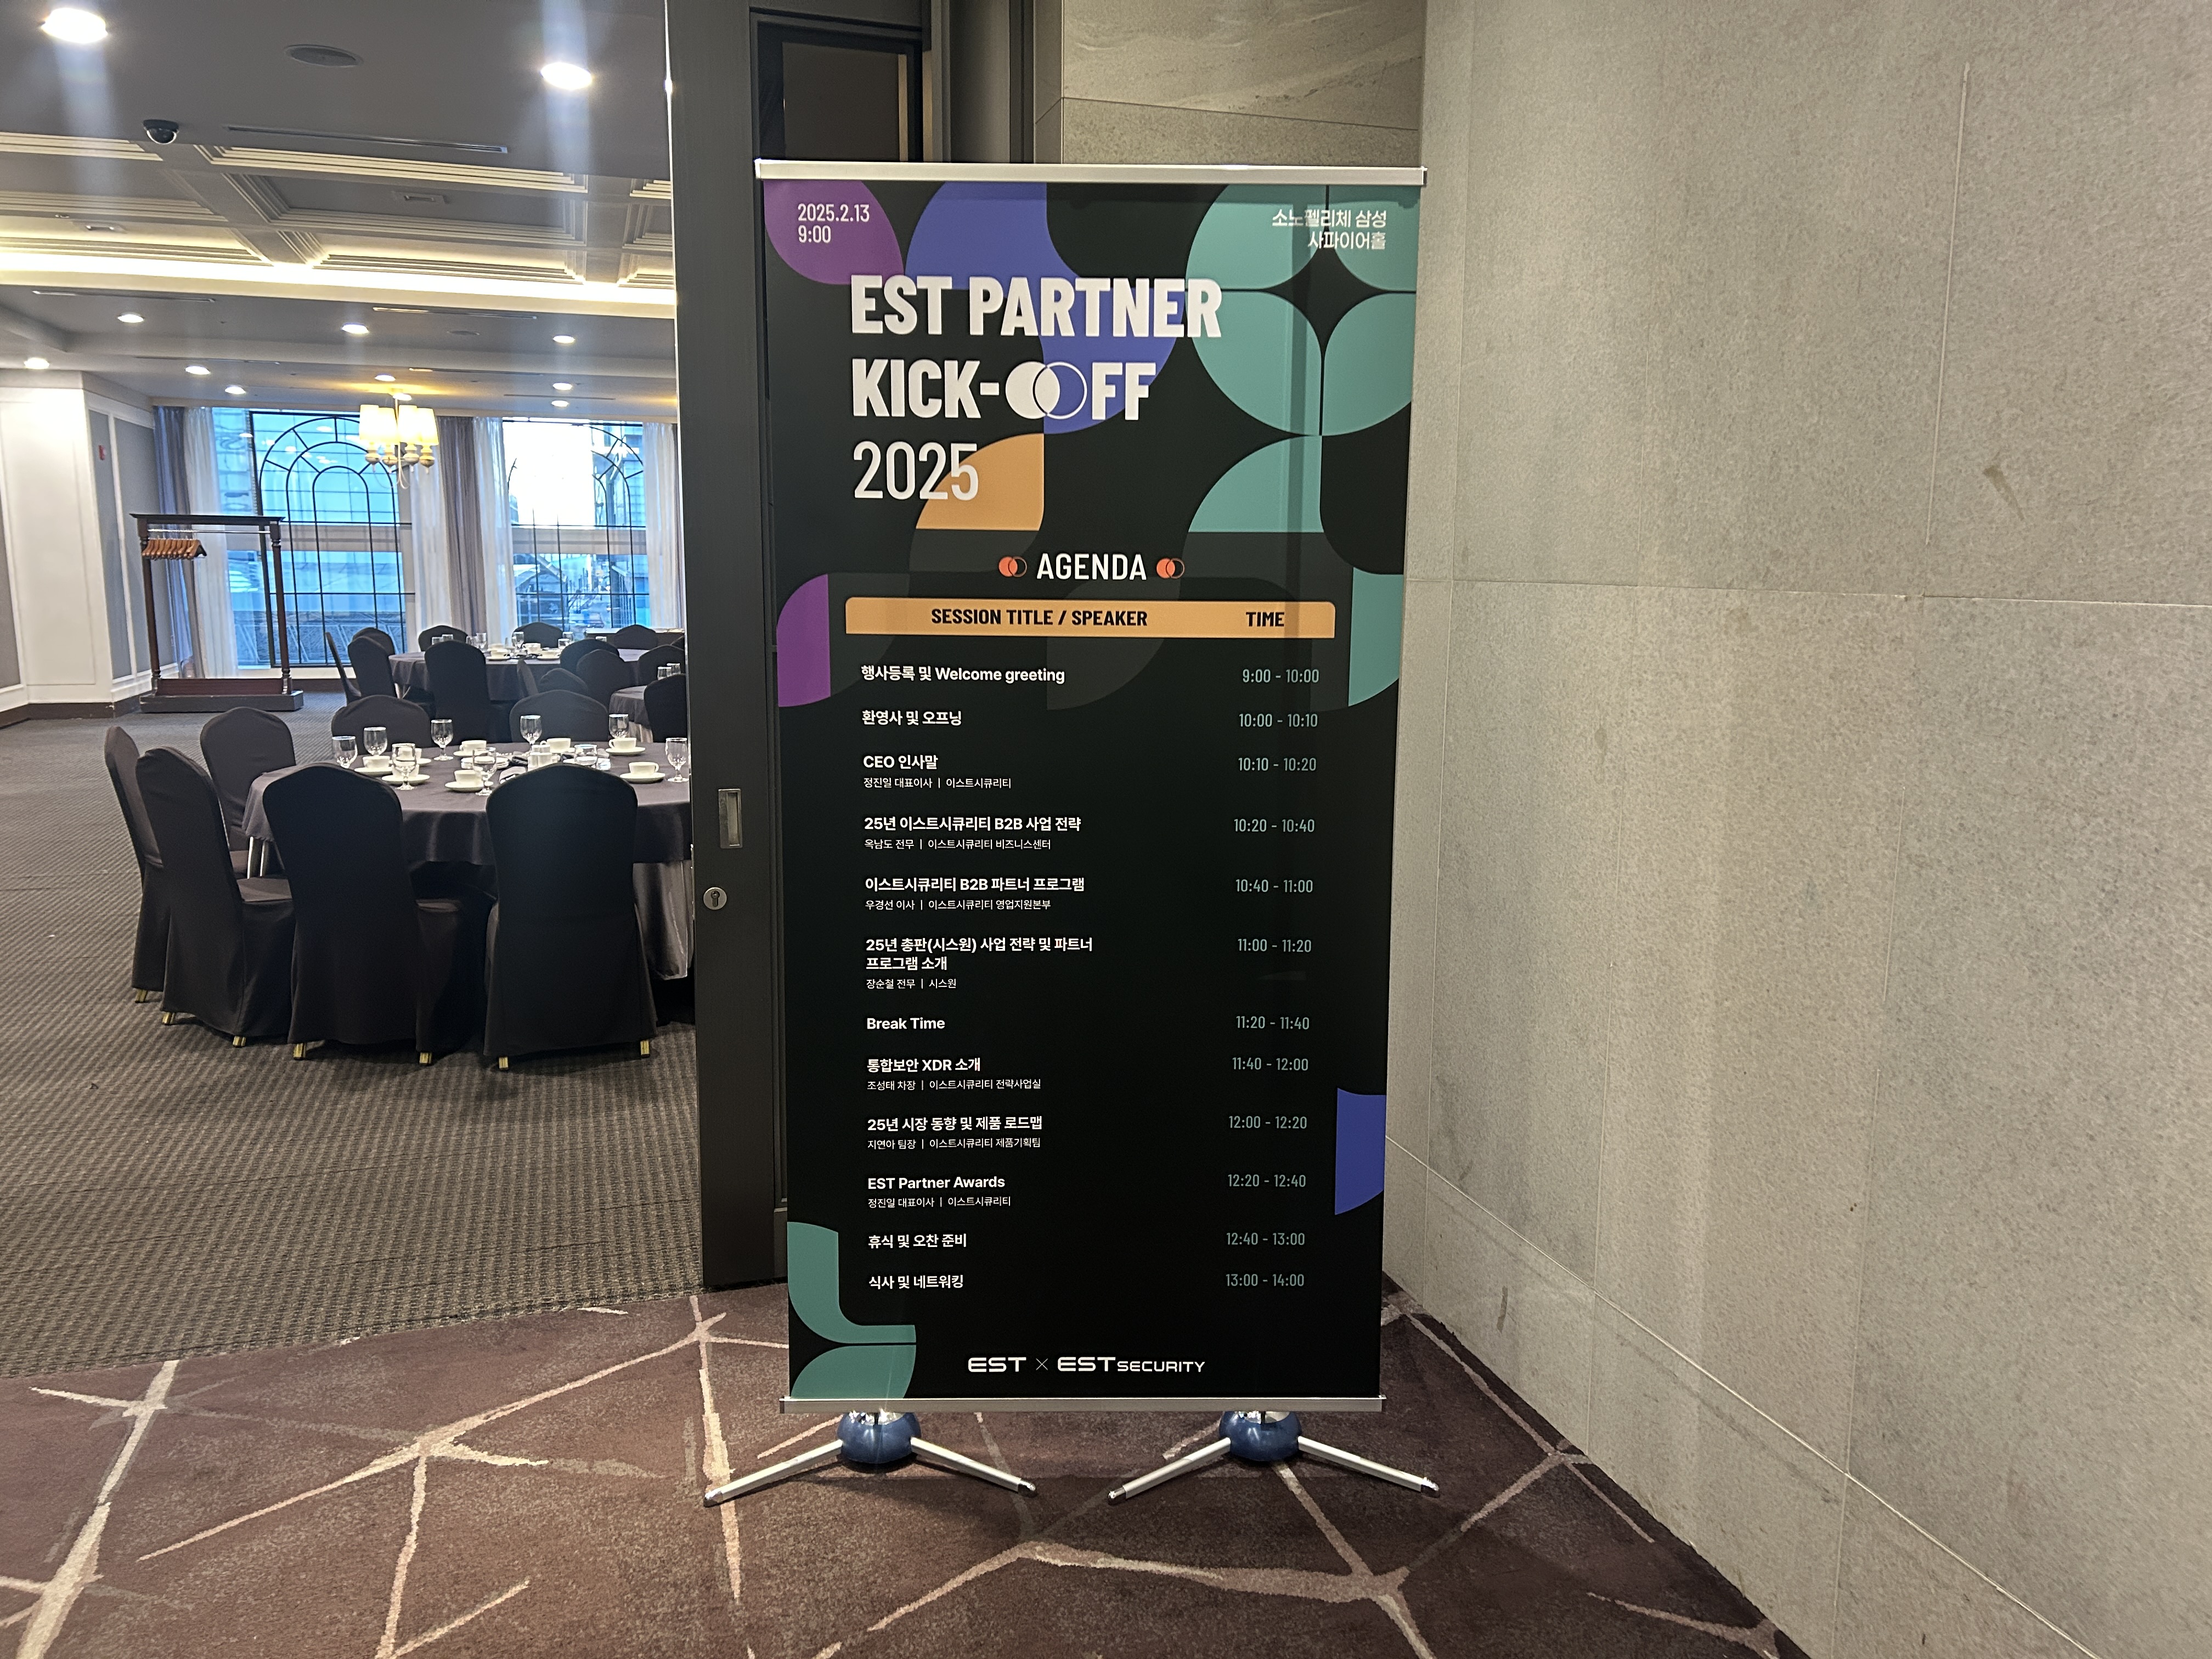 2025.2.13
9:00
소노펠리체 삼성
사파이어홀
EST PARTNER
KICK-OFF
2025
AGENDA
SESSION TITLE / SPEAKER TIME
행사등록 및 Welcome greeting 9:00 - 10:00
환영사 및 오프닝 10:00 - 10:10
CEO 인사말 10:10 - 10:20
정진일 대표이사 | 이스트시큐리티
25년 이스트시큐리티 B2B 사업 전략 10:20 - 10:40
옥남도 전무 | 이스트시큐리티 비즈니스센터
이스트시큐리티 B2B 파트너 프로그램 10:40 - 11:00
우경선 이사 | 이스트시큐리티 영업지원본부
25년 총판(시스원) 사업 전략 및 파트너 11:00 - 11:20
프로그램 소개
장순철 전무 | 시스원
Break Time 11:20 - 11:40
통합보안 XDR 소개 11:40 - 12:00
조성태 차장 | 이스트시큐리티 전략사업실
25년 시장 동향 및 제품 로드맵 12:00 - 12:20
지연아 팀장 | 이스트시큐리티 제품기획팀
EST Partner Awards 12:20 - 12:40
정진일 대표이사 | 이스트시큐리티
휴식 및 오찬 준비 12:40 - 13:00
식사 및 네트워킹 13:00 - 14:00
EST × EST SECURITY